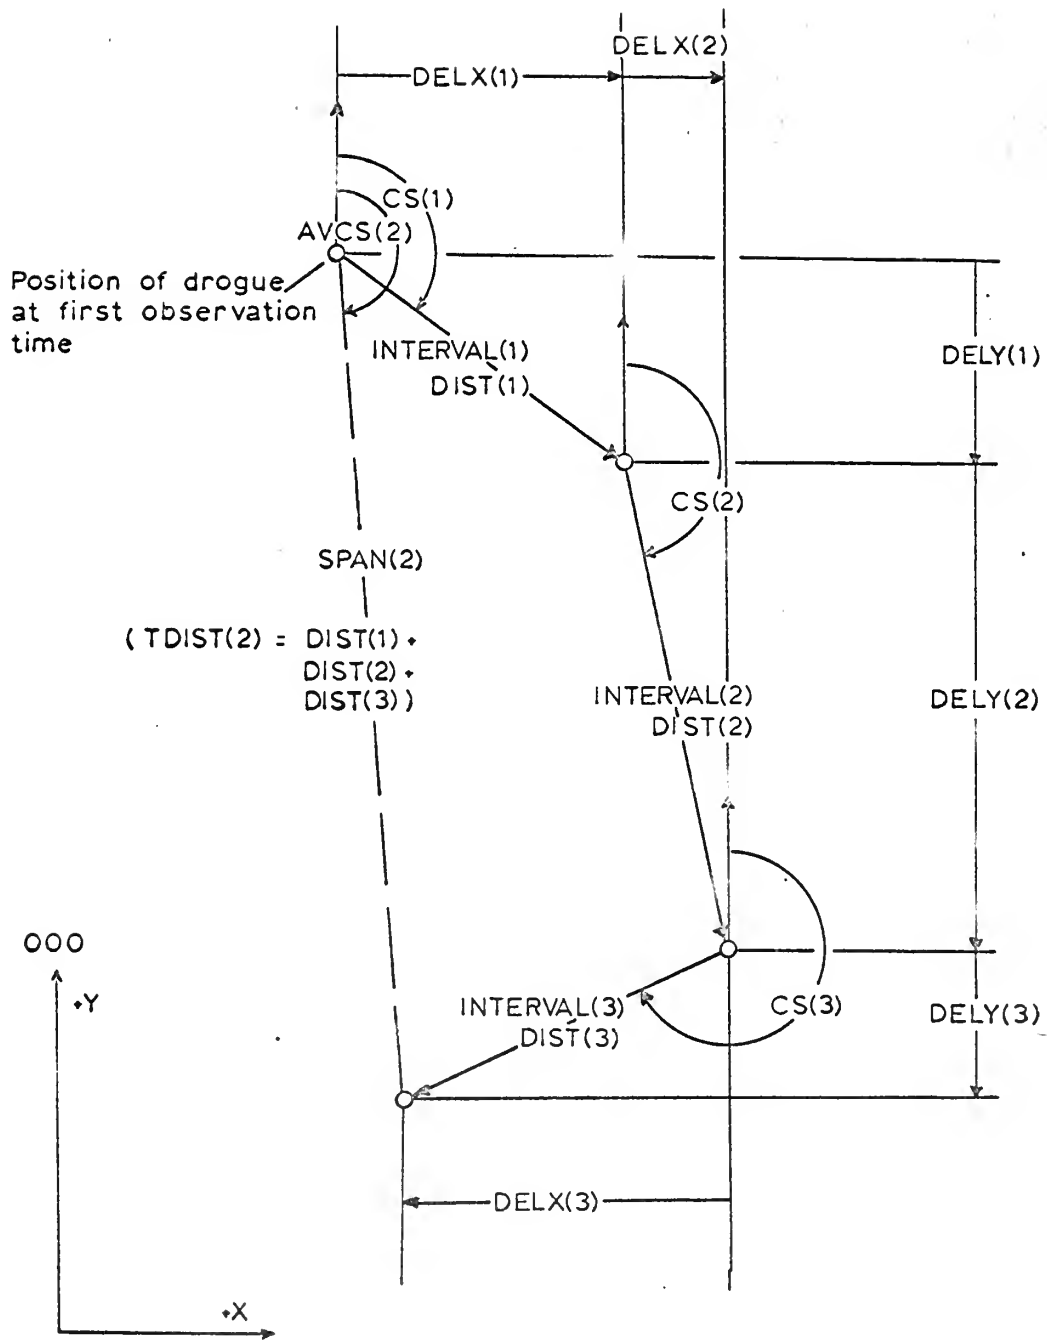 DELX(2)
DELX(1)
CS(1)
AVCS(2)
Position of drogue
at first observation
time
INTERVAL(1)
DIST(1)
DELY(1)
CS(2)
SPAN(2)
(TDIST(2) = DIST(1)+
DIST(2)+
DIST(3))
INTERVAL(2)
DIST(2)
DELY(2)
000
+Y
INTERVAL(3)
DIST(3)
CS(3)
DELY(3)
DELX(3)
+X